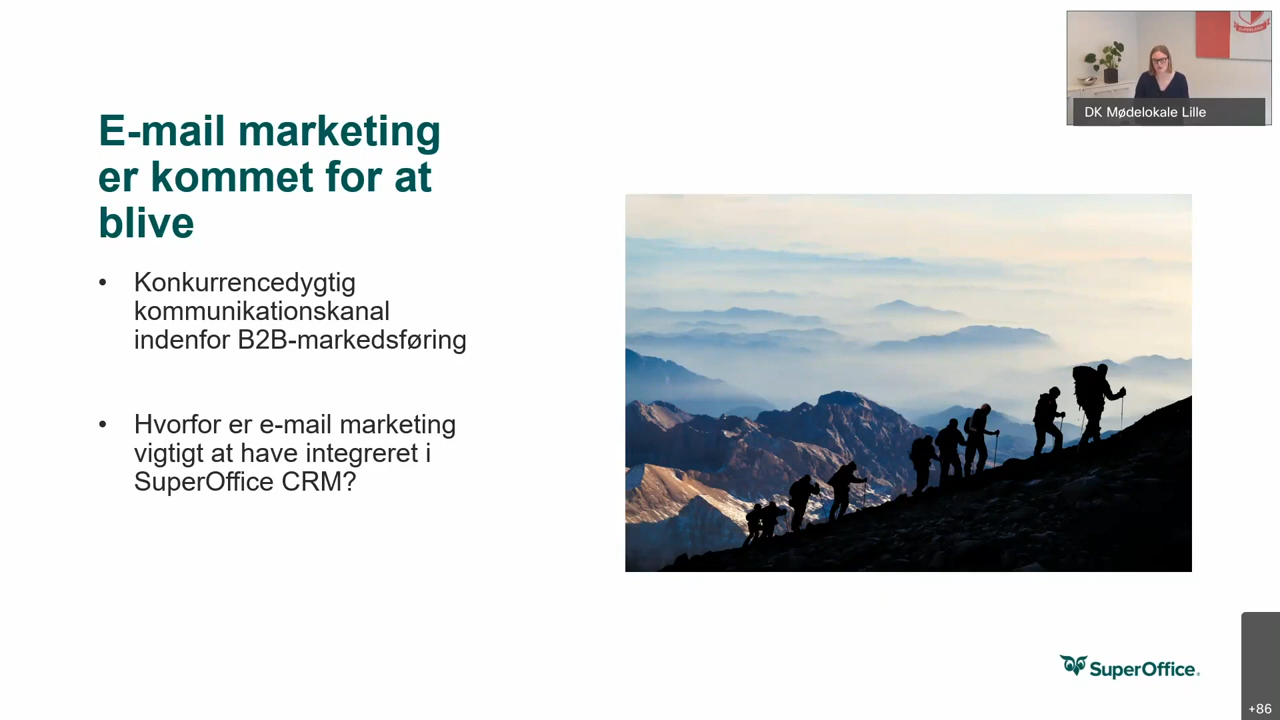 DK Mødelokale Lille
E-mail marketing
er kommet for at
blive
• Konkurrencedygtig
kommunikationskanal
indenfor B2B-markedsføring
• Hvorfor er e-mail marketing
vigtigt at have integreret i
SuperOffice CRM?
SuperOffice
+86